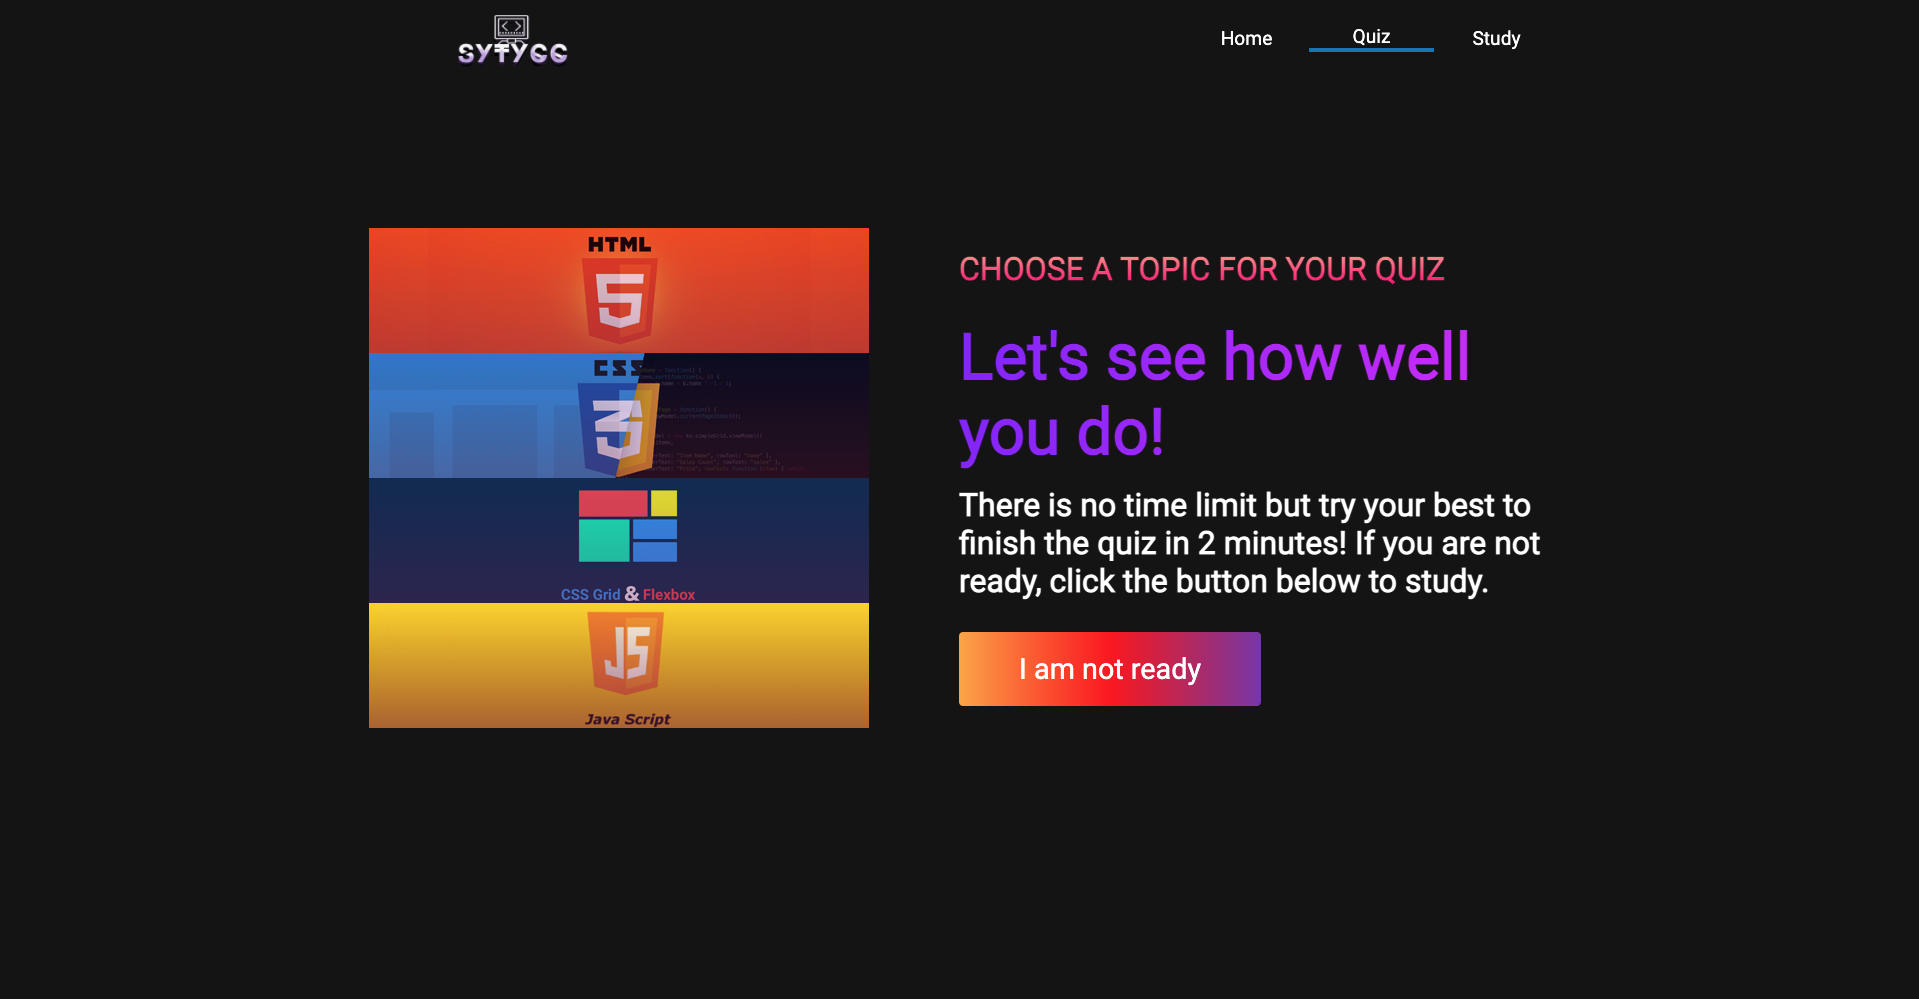 SYTYCC
Home
Quiz
Study
HTML
5
CSS
3
CSS Grid & Flexbox
JS
Java Script
CHOOSE A TOPIC FOR YOUR QUIZ
Let's see how well
you do!
There is no time limit but try your best to
finish the quiz in 2 minutes! If you are not
ready, click the button below to study.
I am not ready